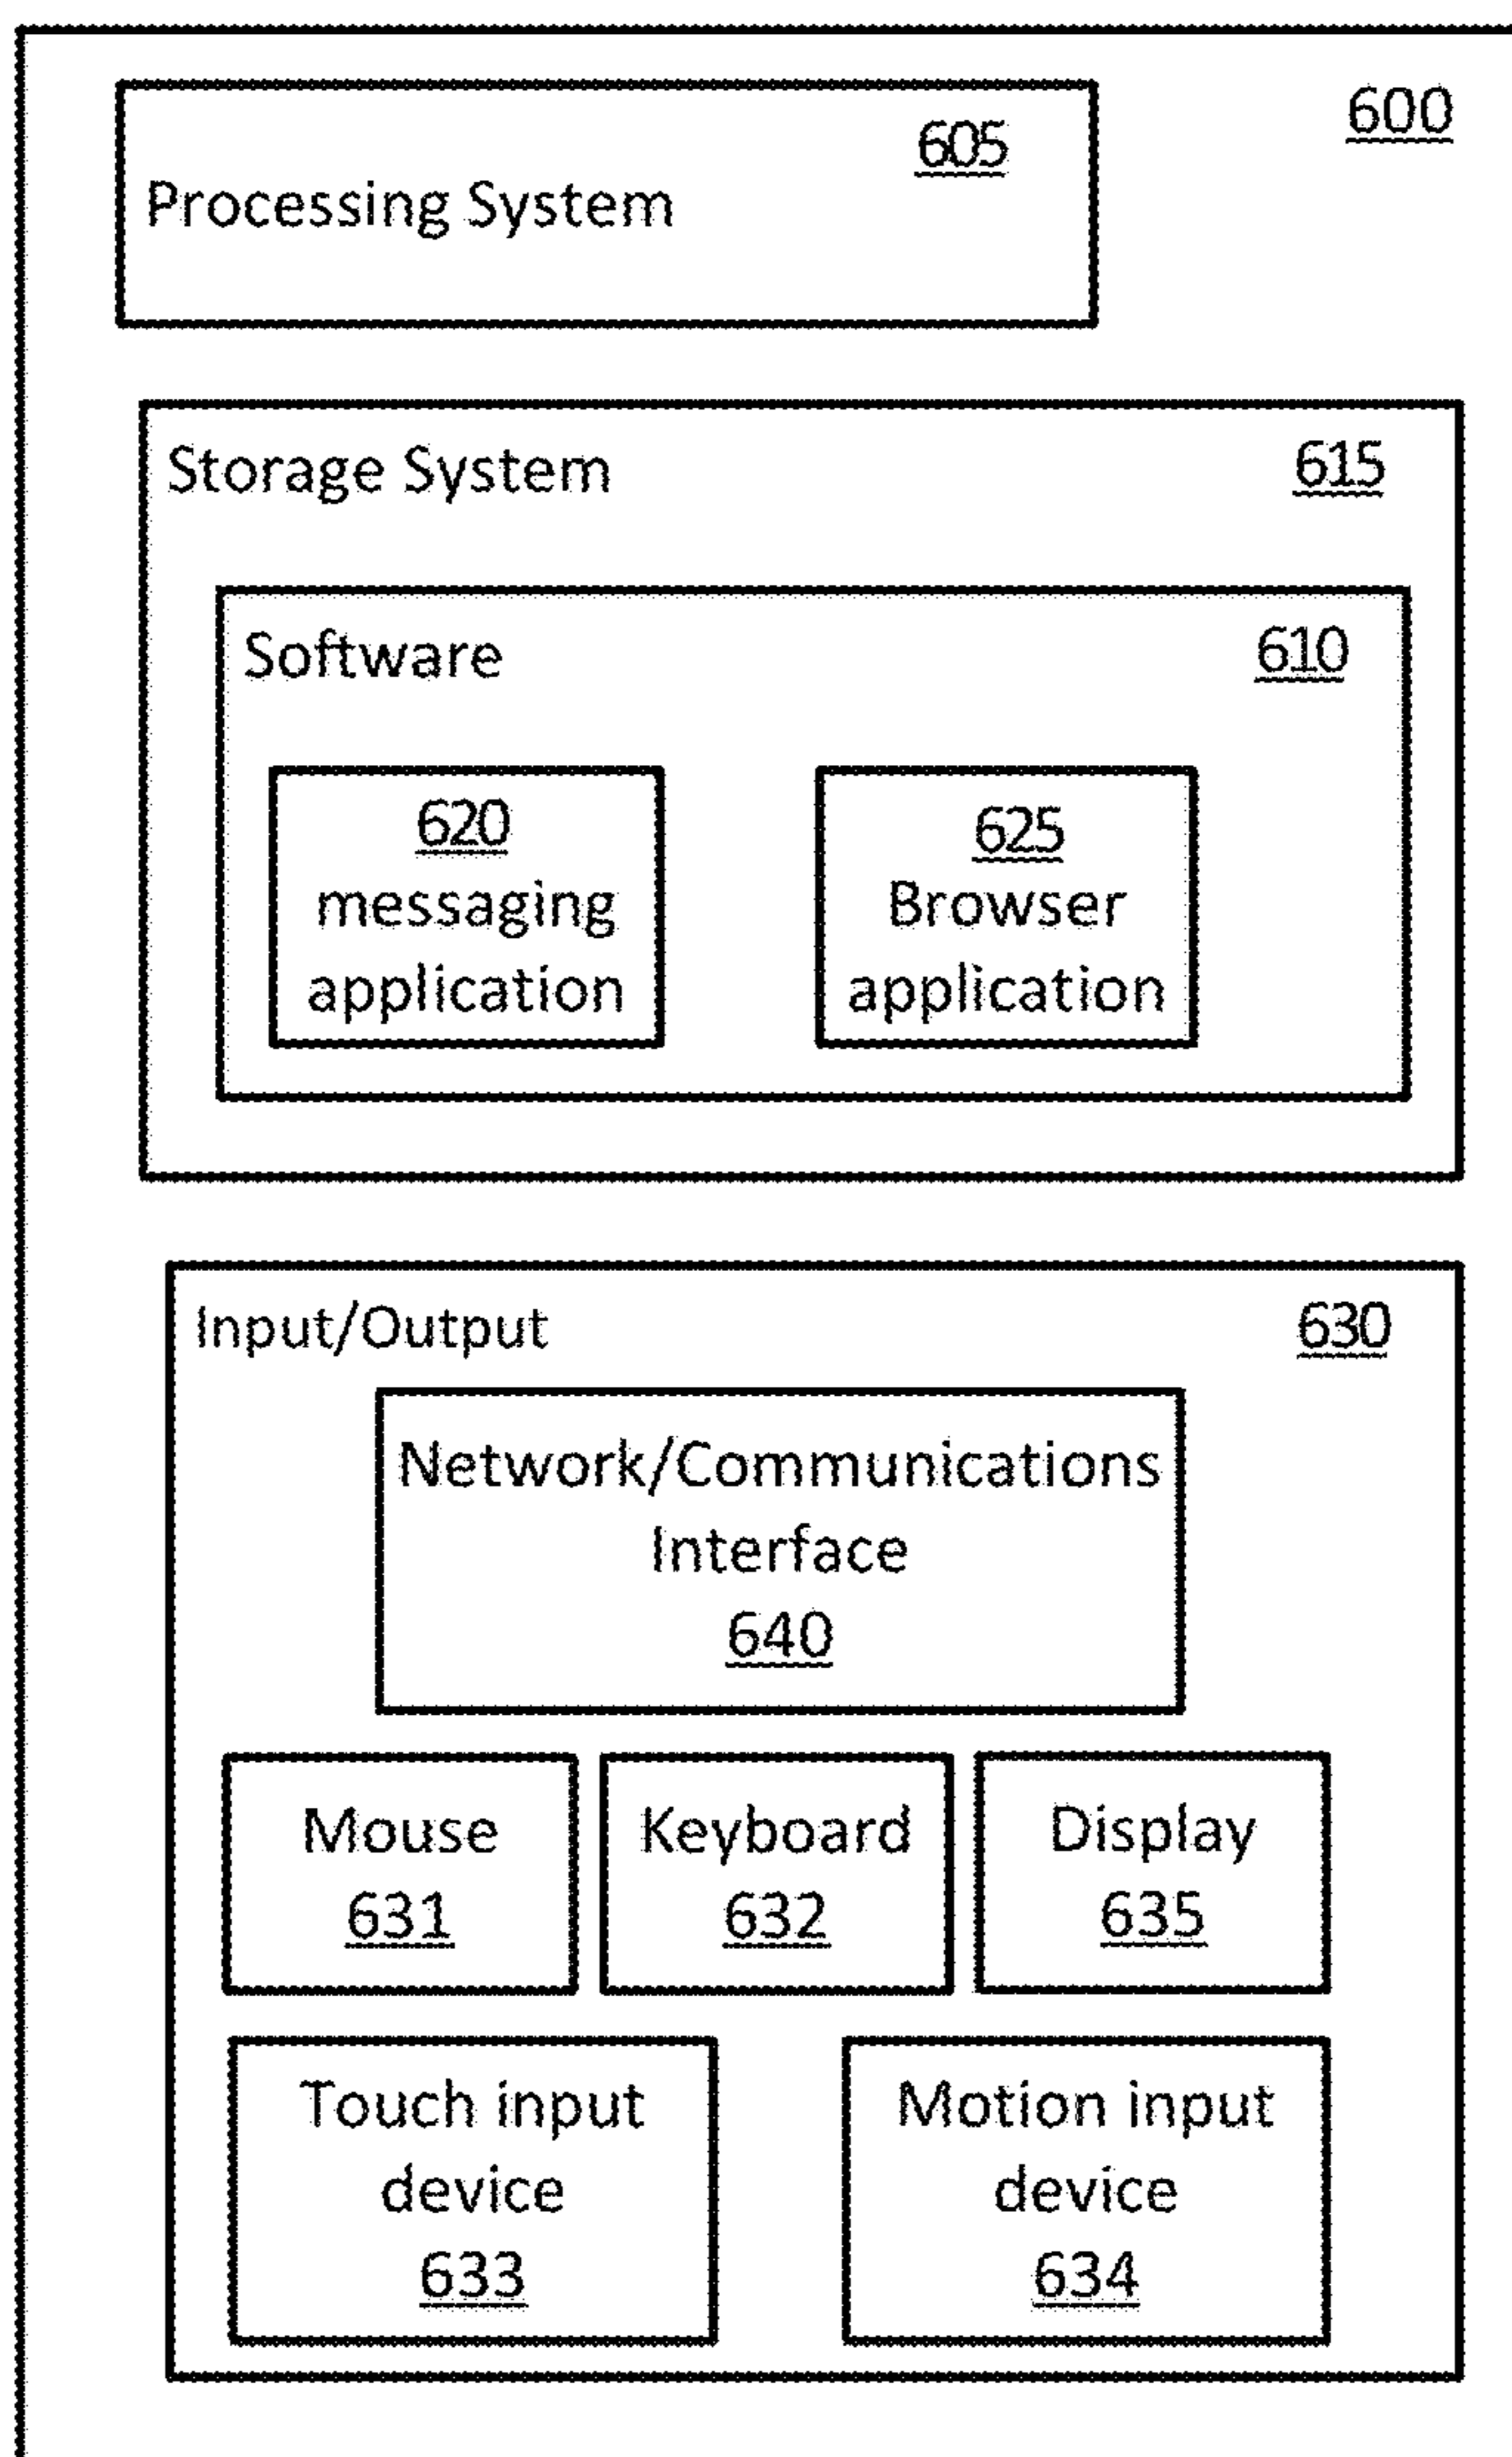 600
605
Processing System
Storage System 615
Software 610
620
messaging
application
625
Browser
application
Input/Output 630
Network/Communications
Interface
640
Mouse
631
Keyboard
632
Display
635
Touch input
device
633
Motion input
device
634